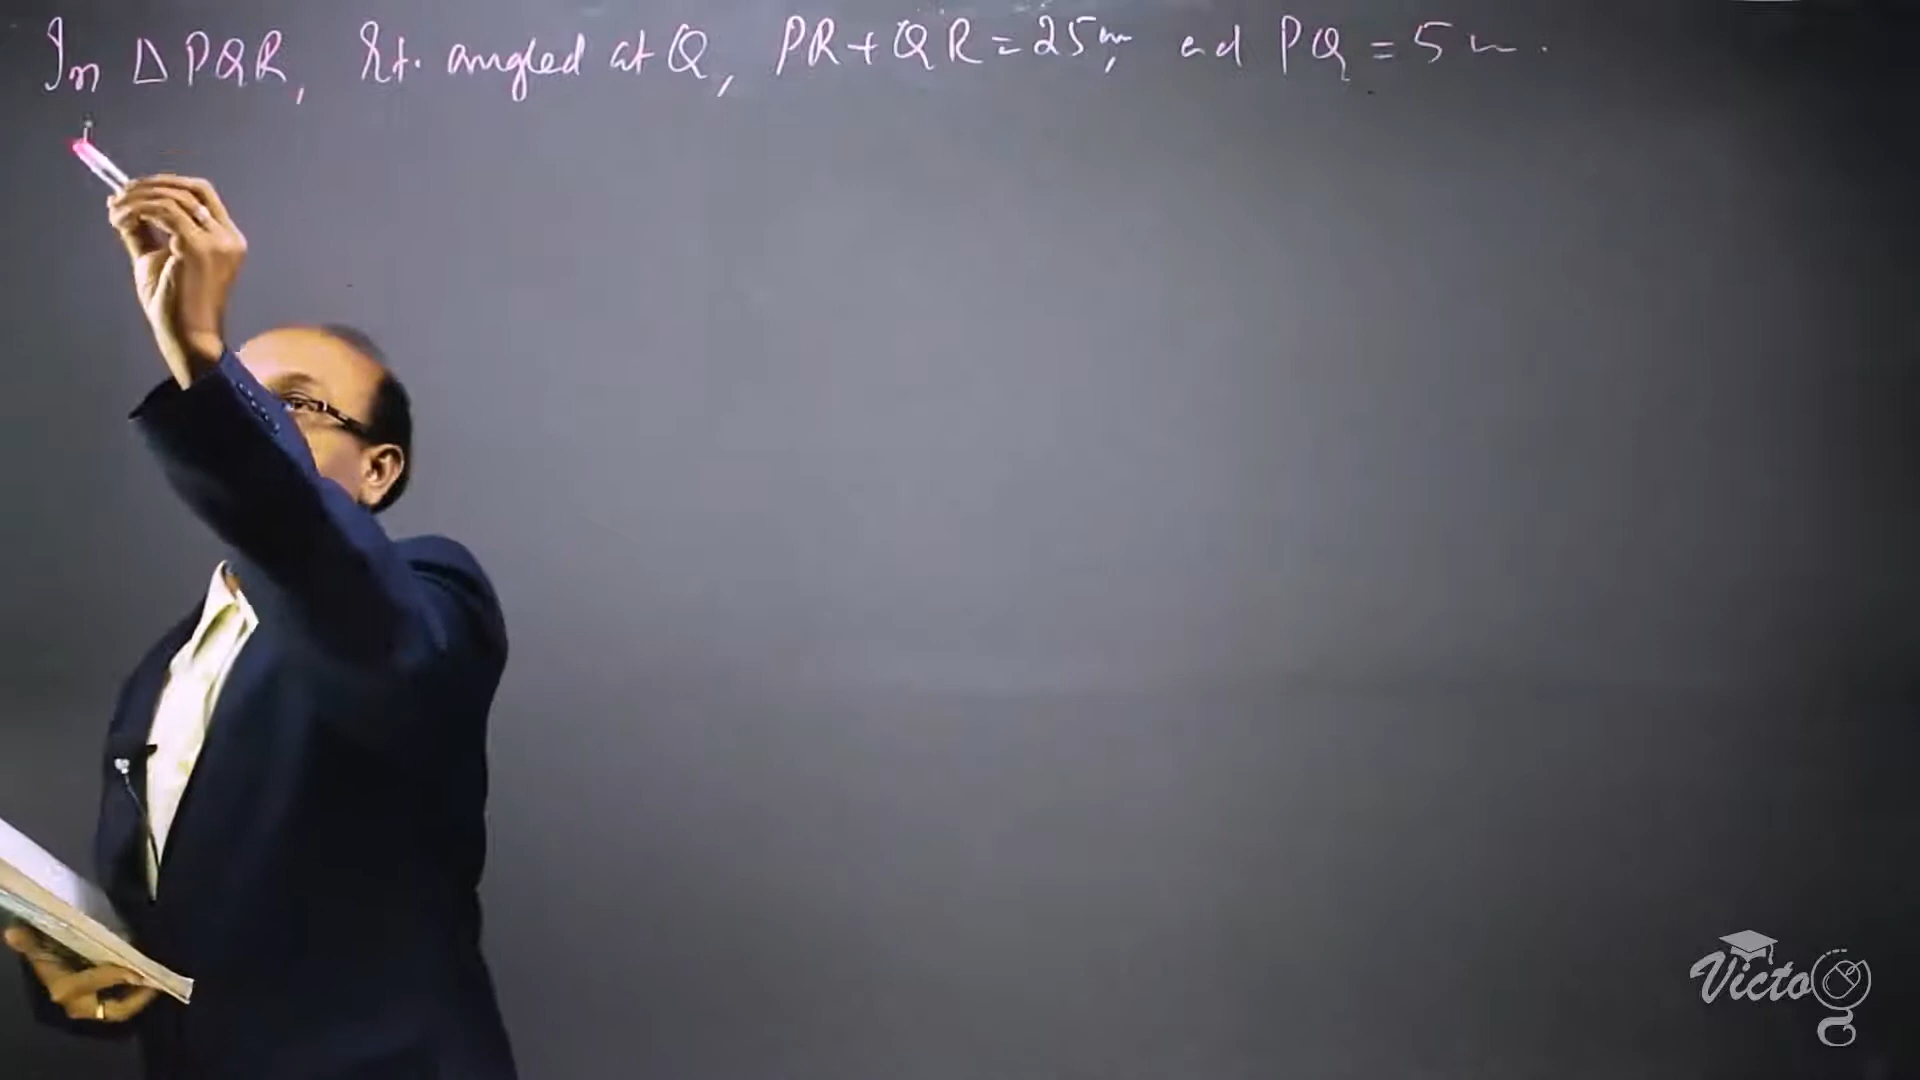 In Δ PQR, rt. angled at Q, PR + QR = 25 cm, and PQ = 5 cm.
Victo